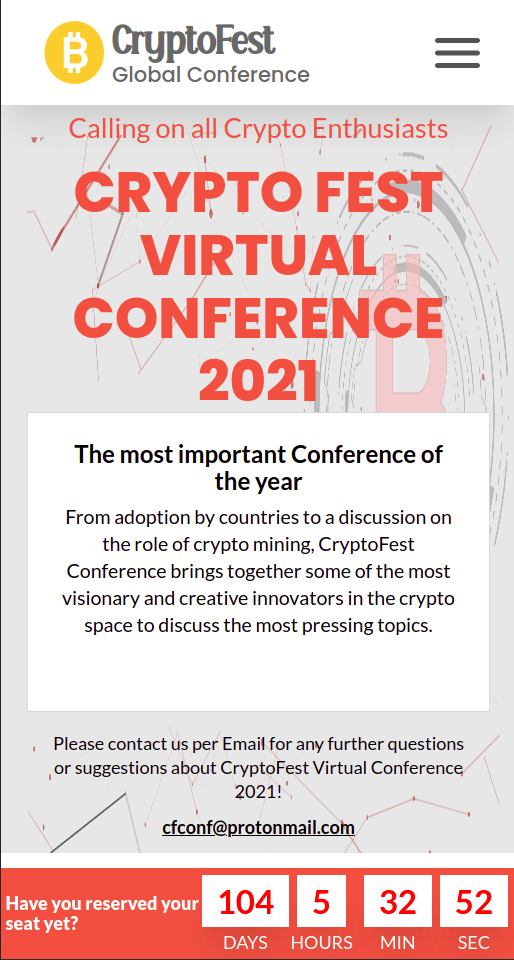 CryptoFest
Global Conference
Calling on all Crypto Enthusiasts
CRYPTO FEST
VIRTUAL
CONFERENCE
2021
The most important Conference of
the year
From adoption by countries to a discussion on
the role of crypto mining, CryptoFest
Conference brings together some of the most
visionary and creative innovators in the crypto
space to discuss the most pressing topics.
Please contact us per Email for any further questions
or suggestions about CryptoFest Virtual Conference
2021!
cfconf@protonmail.com
Have you reserved your
seat yet?
104 5 32 52
DAYS HOURS MIN SEC